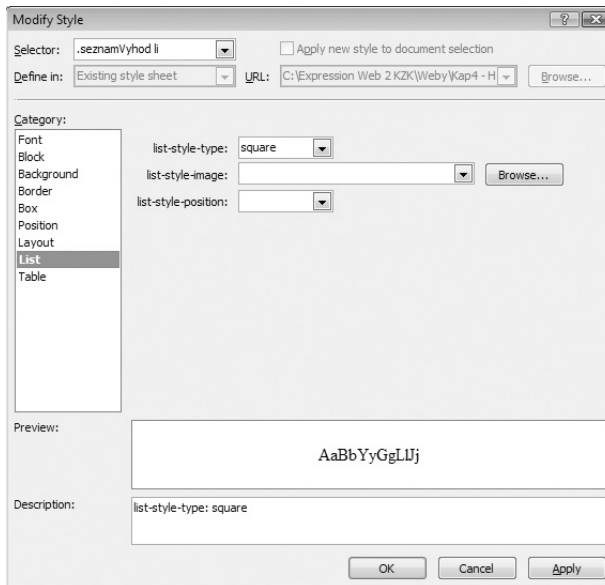 Modify Style
Selector: .seznamVyhod li Apply new style to document selection
Define in: Existing style sheet URL: C:\Expression Web 2 KZK\Weby\Kap4 - H Browse...
Category:
Font
Block
Background
Border
Box
Position
Layout
List
Table
list-style-type: square
list-style-image: Browse...
list-style-position:
Preview:
AaBbYyGgLlJj
Description: list-style-type: square
OK Cancel Apply